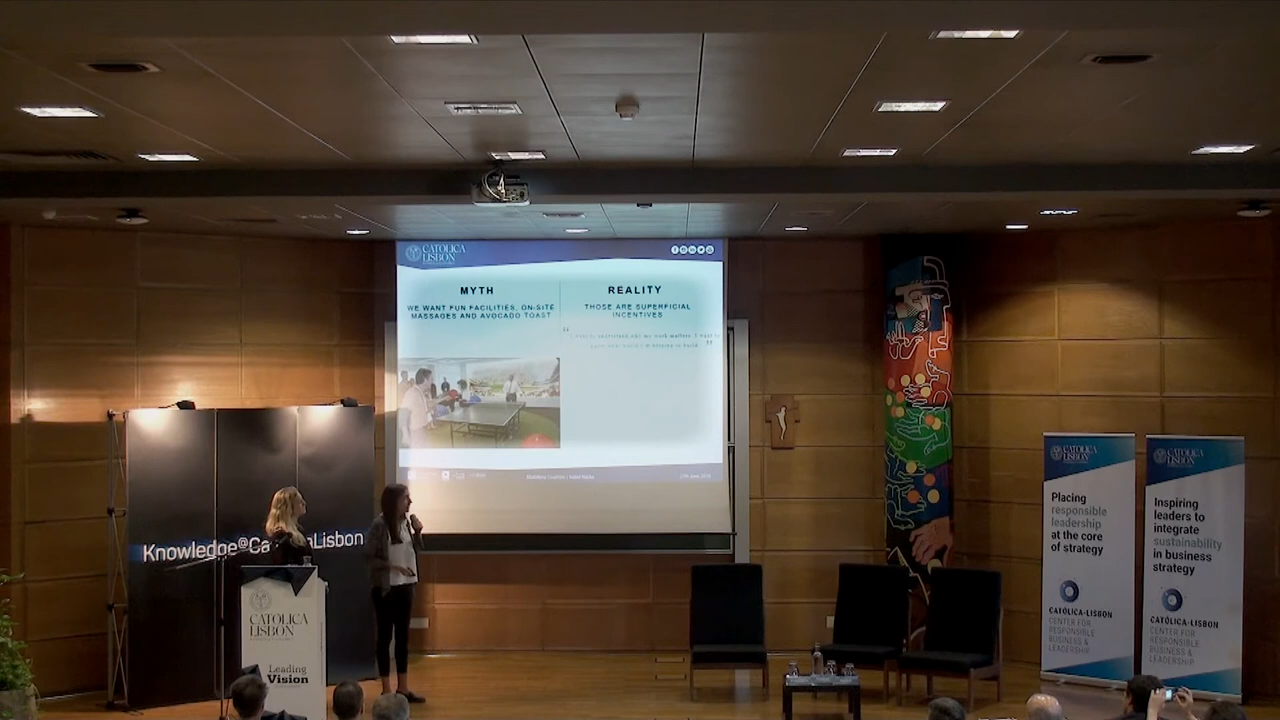 CATÓLICA
LISBON
MYTH
WE WANT FUN FACILITIES, ON-SITE
MASSAGES AND AVOCADO TOAST
REALITY
THOSE ARE SUPERFICIAL
INCENTIVES
Knowledge@Ca
Lisbon
CATOLICA
LISBON
Leading
Vision
CATÓLICA
LISBON
Placing
responsible
leadership
at the core
of strategy
CATÓLICA-LISBON
CENTER FOR
RESPONSIBLE
BUSINESS &
LEADERSHIP
CATÓLICA
LISBON
Inspiring
leaders to
integrate
sustainability
in business
strategy
CATÓLICA-LISBON
CENTER FOR
RESPONSIBLE
BUSINESS &
LEADERSHIP